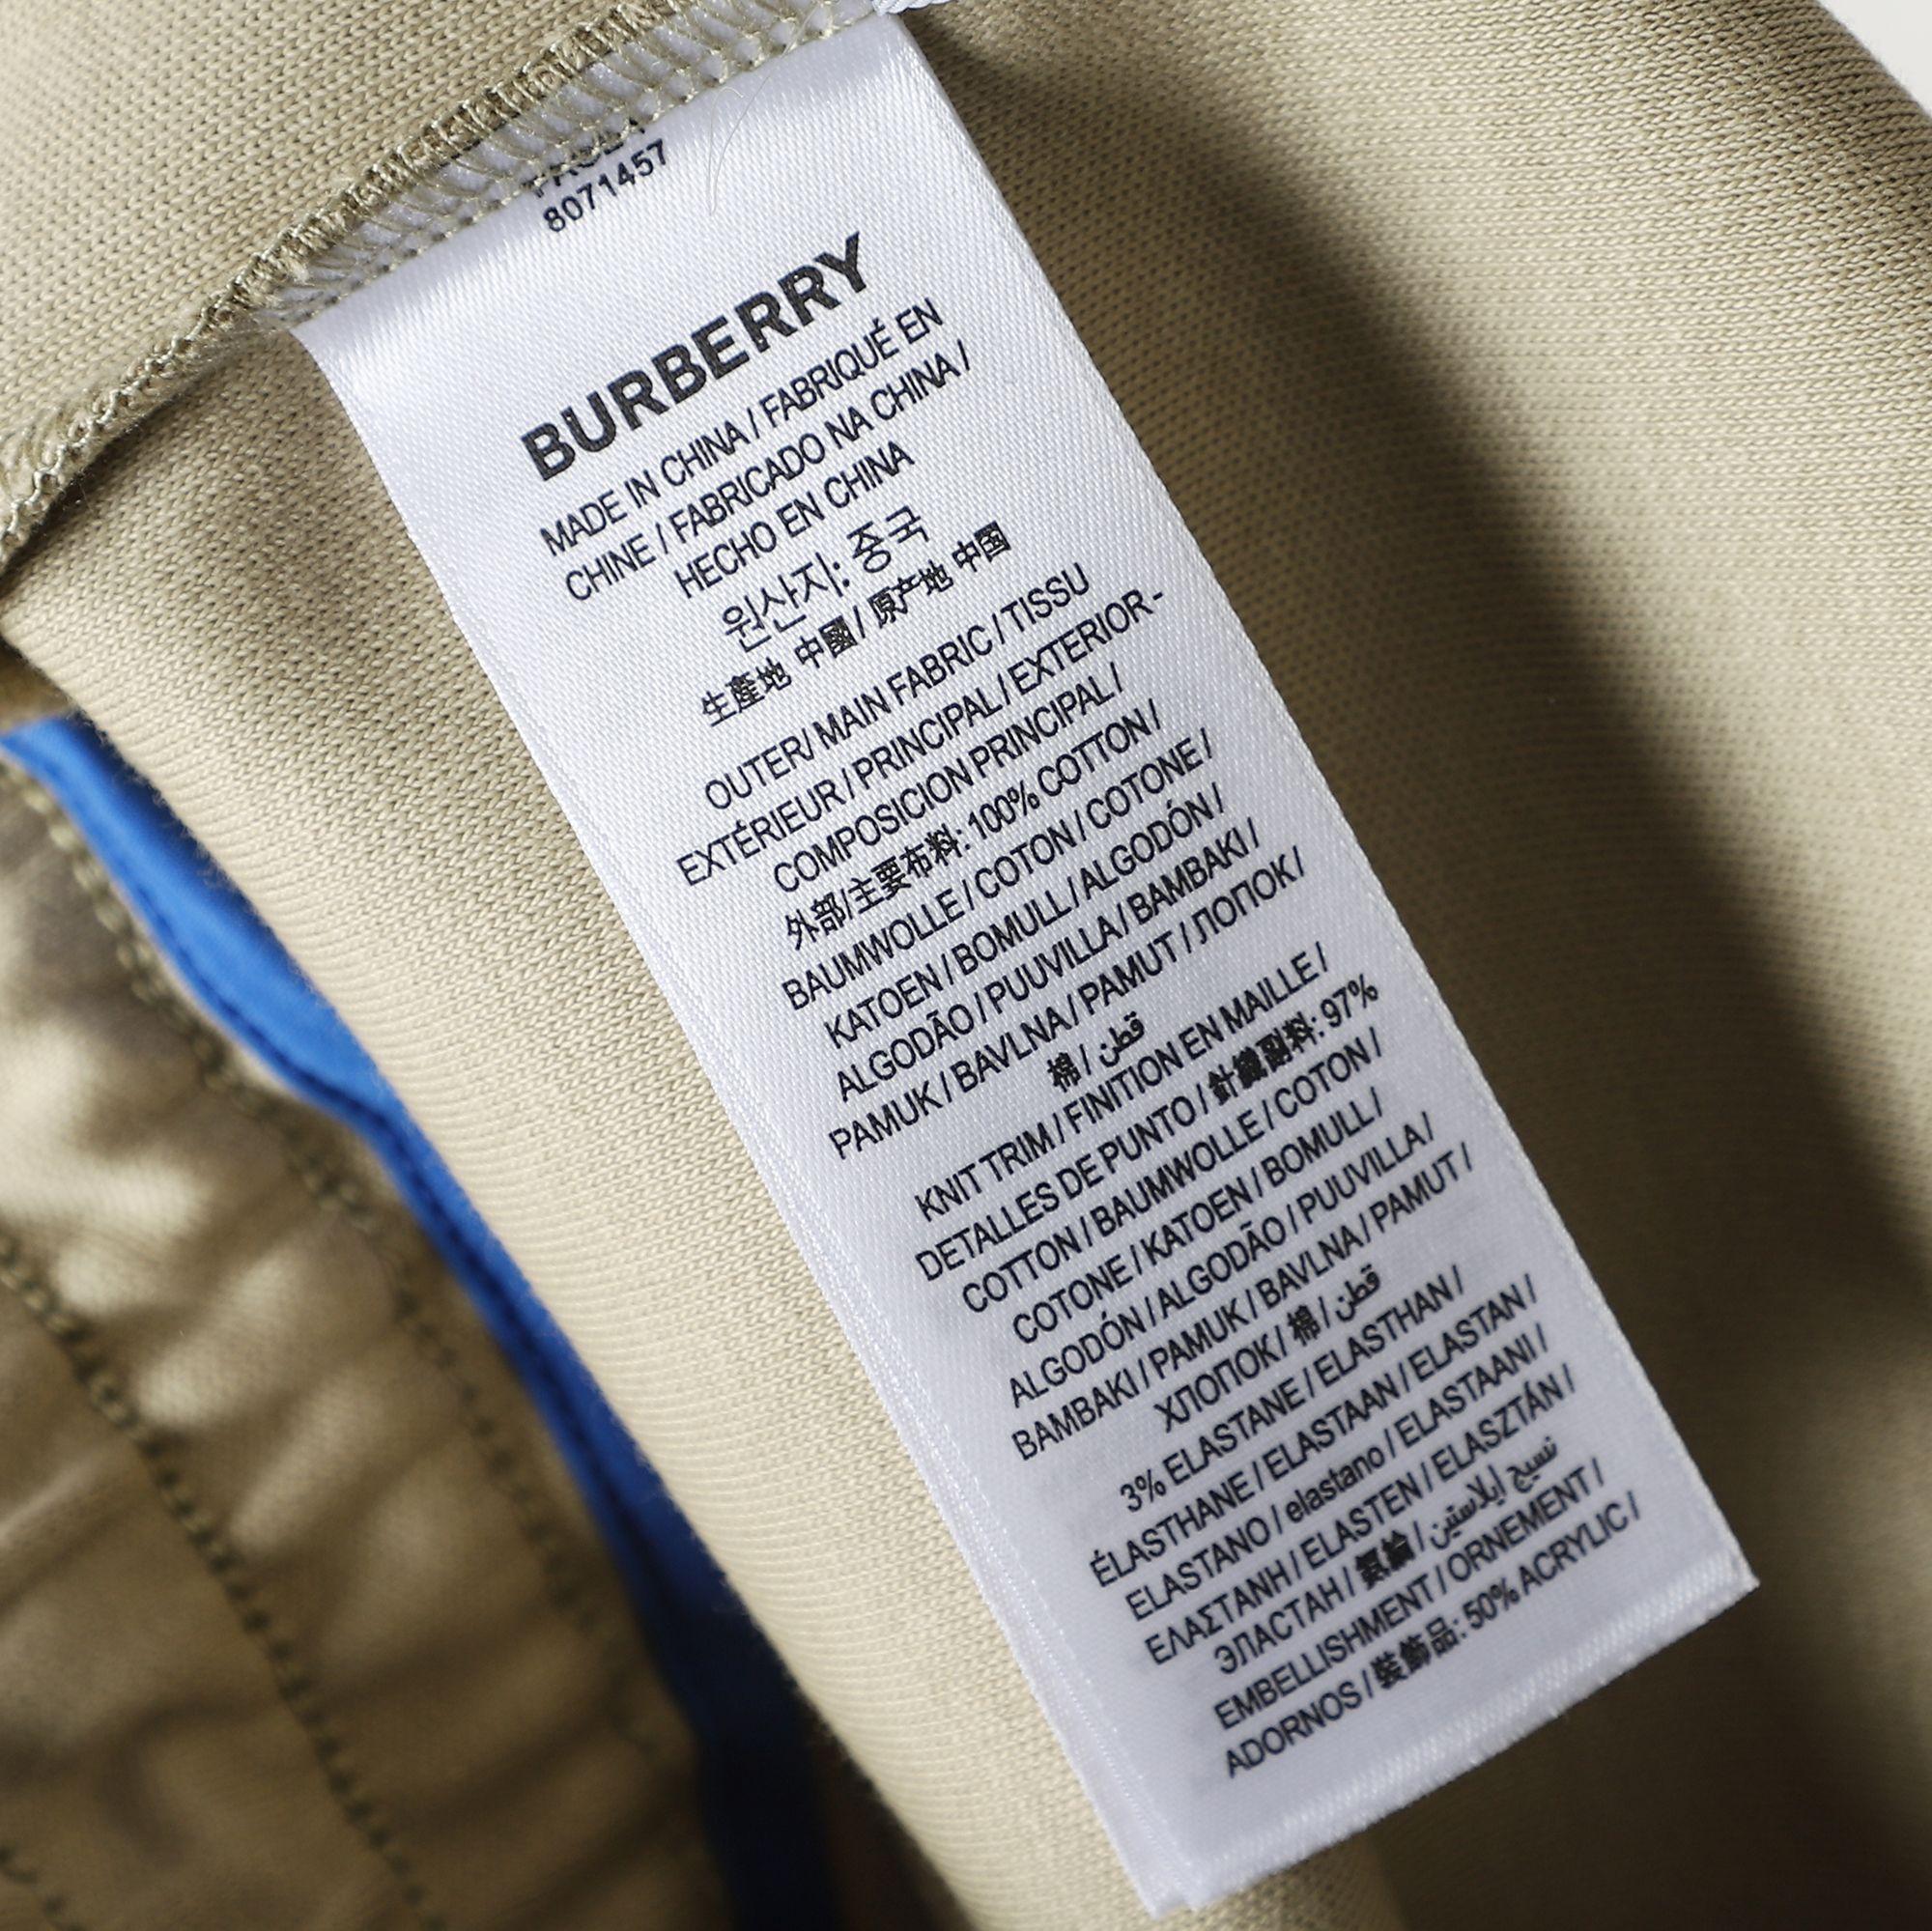 8071457
BURBERRY
MADE IN CHINA / FABRIQUÉ EN
CHINE / FABRICADO NA CHINA /
HECHO EN CHINA
원산지: 중국
生產地 中國 / 原产地 中国
OUTER/ MAIN FABRIC / TISSU
EXTÉRIEUR / PRINCIPAL / EXTERIOR -
COMPOSICION PRINCIPAL /
外部/主要布料: 100% COTTON /
BAUMWOLLE / COTON / COTONE /
KATOEN / BOMULL / ALGODÓN /
ALGODÃO / PUUVILLA / BAMBAKI /
PAMUK / BAVLNA / PAMUT / ЛОПОК /
棉 / قطن
KNIT TRIM / FINITION EN MAILLE /
DETALLES DE PUNTO / 針織副料: 97%
COTTON / BAUMWOLLE / COTON /
COTONE / KATOEN / BOMULL /
ALGODÓN / ALGODÃO / PUUVILLA /
BAMBAKI / PAMUK / BAVLNA / PAMUT /
ХЛОПОК / 棉 / قطن
3% ELASTANE / ELASTHAN /
ÉLASTHANE / ELASTAAN / ELASTAN /
ELASTANO / elastano / ELASTAANI /
ΕΛΑΣΤΑΝΗ / ELASTEN / ELASZTÁN /
ЭЛАСТАН / 氨綸 / نسيج إيلاستين
EMBELLISHMENT / ORNEMENT /
ADORNOS / 裝飾品: 50% ACRYLIC /